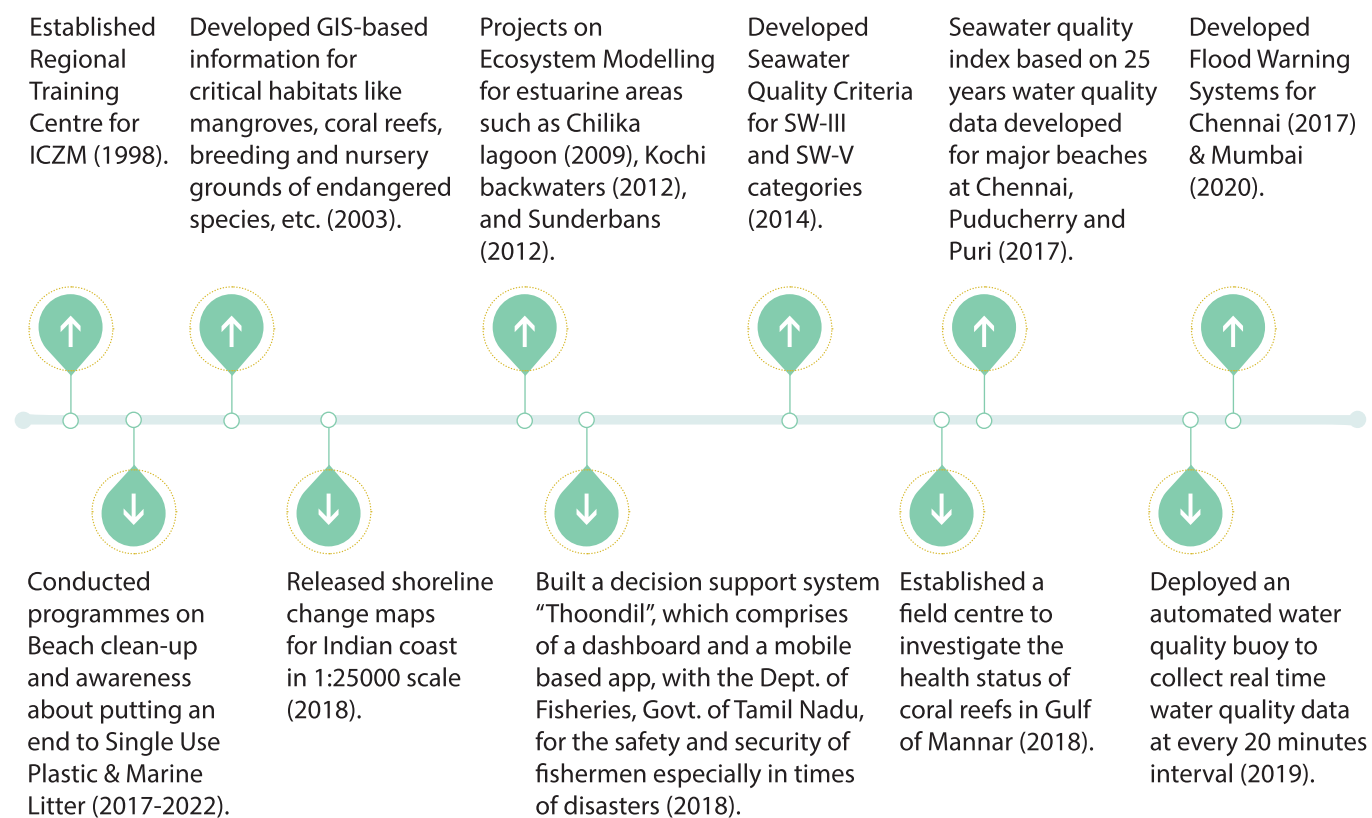 Established
Regional
Training
Centre for
ICZM (1998).
Developed GIS-based
information for
critical habitats like
mangroves, coral reefs,
breeding and nursery
grounds of endangered
species, etc. (2003).
Projects on
Ecosystem Modelling
for estuarine areas
such as Chilika
lagoon (2009), Kochi
backwaters (2012),
and Sunderbans
(2012).
Developed
Seawater
Quality Criteria
for SW-III
and SW-V
categories
(2014).
Seawater quality
index based on 25
years water quality
data developed
for major beaches
at Chennai,
Puducherry and
Puri (2017).
Developed
Flood Warning
Systems for
Chennai (2017)
& Mumbai
(2020).
Conducted
programmes on
Beach clean-up
and awareness
about putting an
end to Single Use
Plastic & Marine
Litter (2017-2022).
Released shoreline
change maps
for Indian coast
in 1:25000 scale
(2018).
Built a decision support system
“Thoondil”, which comprises
of a dashboard and a mobile
based app, with the Dept. of
Fisheries, Govt. of Tamil Nadu,
for the safety and security of
fishermen especially in times
of disasters (2018).
Established a
field centre to
investigate the
health status of
coral reefs in Gulf
of Mannar (2018).
Deployed an
automated water
quality buoy to
collect real time
water quality data
at every 20 minutes
interval (2019).